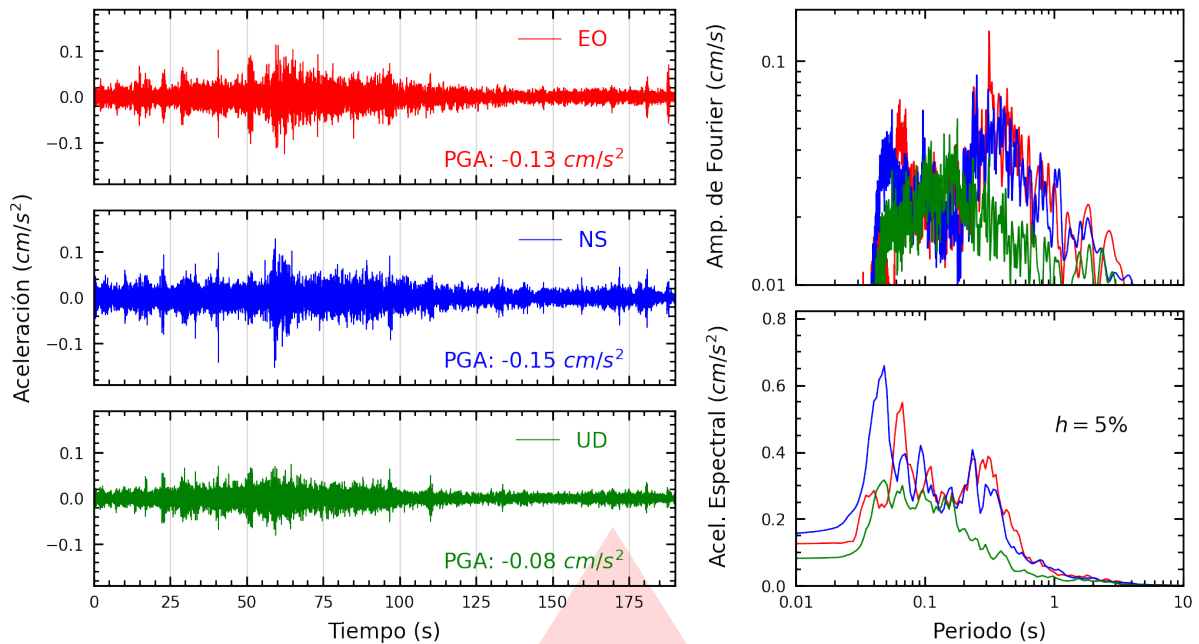 Aceleración (cm/s²)
0.1
0.0
−0.1
EO
PGA: -0.13 cm/s²
0.1
0.0
−0.1
NS
PGA: -0.15 cm/s²
0.1
0.0
−0.1
UD
PGA: -0.08 cm/s²
0 25 50 75 100 125 150 175
Tiempo (s)
Amp. de Fourier (cm/s)
0.1
0.01
Acel. Espectral (cm/s²)
0.8
0.6
0.4
0.2
0.0
h = 5%
0.01 0.1 1 10
Periodo (s)